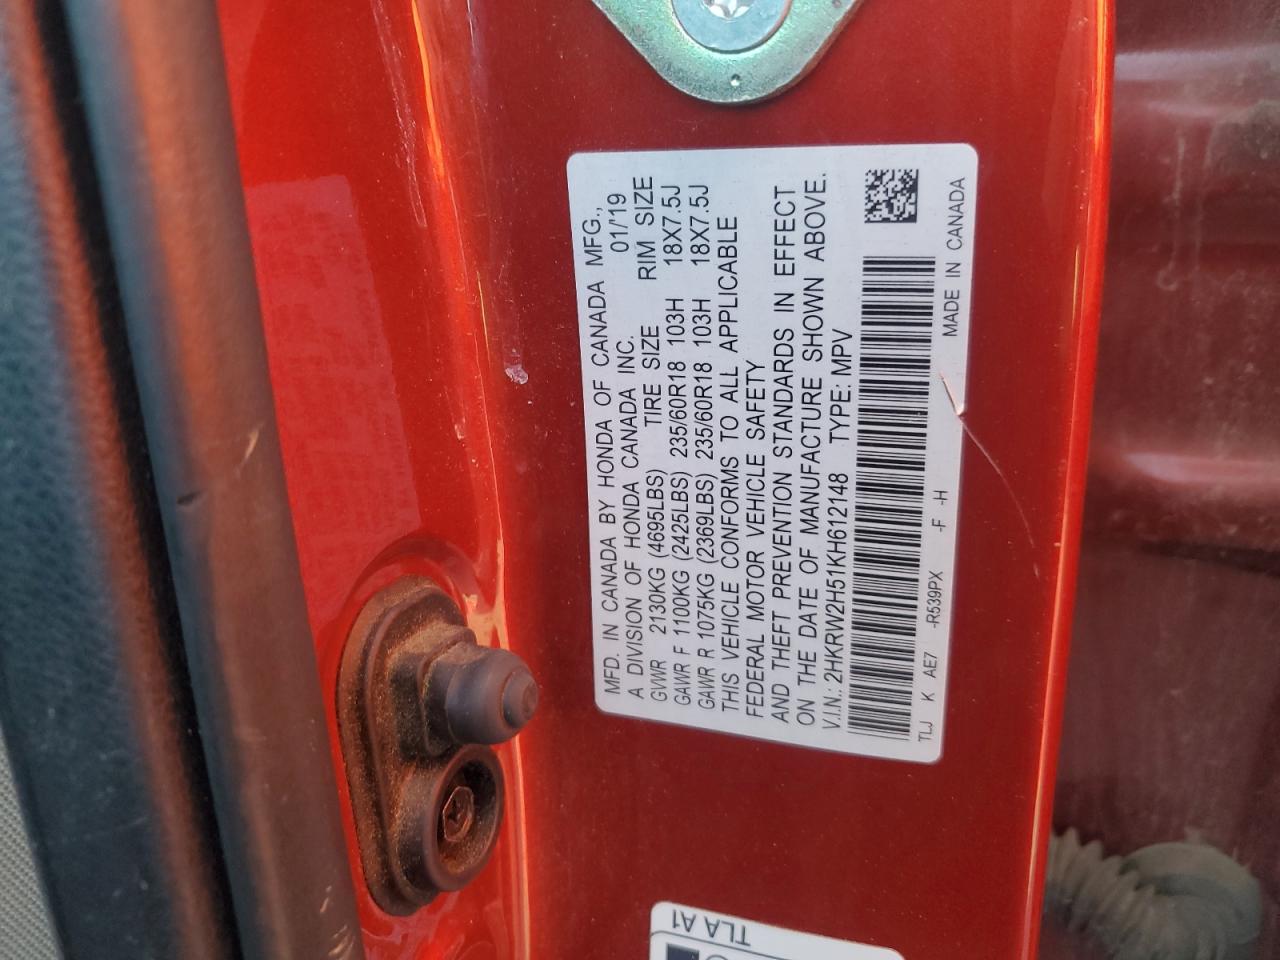 MFD. IN CANADA BY HONDA OF CANADA MFG.,
A DIVISION OF HONDA CANADA INC. 01/'19
GVWR 2130KG (4695LBS) TIRE SIZE RIM SIZE
GAWR F 1100KG (2425LBS) 235/60R18 103H 18X7.5J
GAWR R 1075KG (2369LBS) 235/60R18 103H 18X7.5J
THIS VEHICLE CONFORMS TO ALL APPLICABLE
FEDERAL MOTOR VEHICLE SAFETY
AND THEFT PREVENTION STANDARDS IN EFFECT
ON THE DATE OF MANUFACTURE SHOWN ABOVE.
V.I.N.: 2HKRW2H51KH612148 TYPE: MPV
TLJ K AE7 -R539PX -F -H MADE IN CANADA
TLA A1